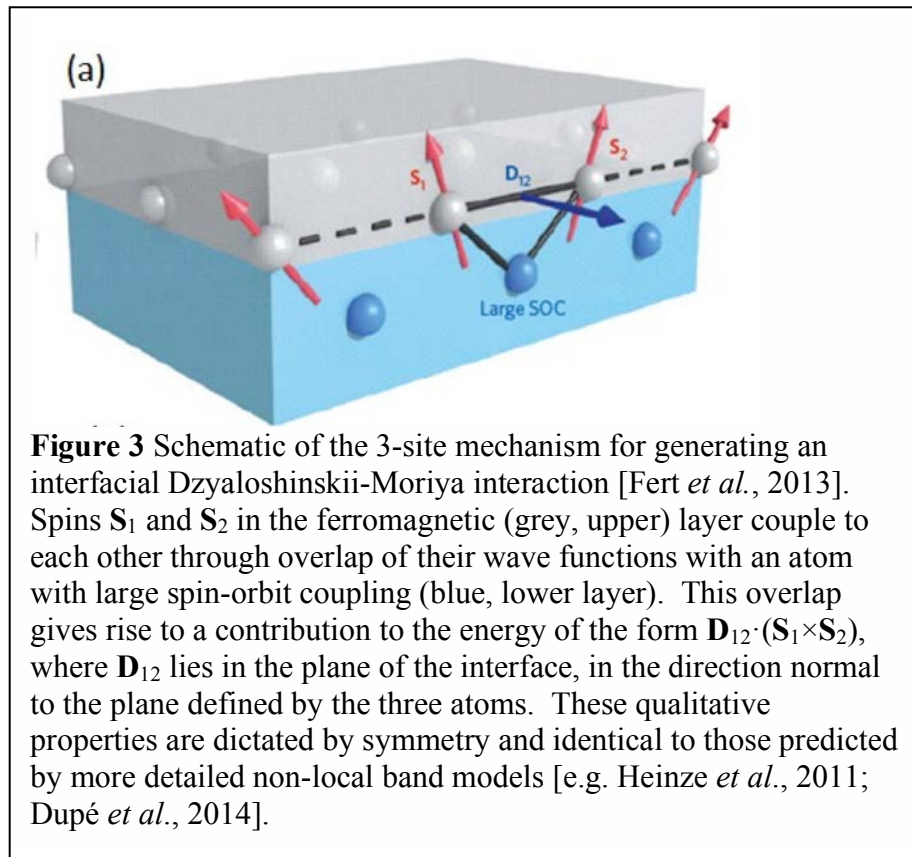 (a)
S₁
S₂
D₁₂
Large SOC
Figure 3 Schematic of the 3-site mechanism for generating an
interfacial Dzyaloshinskii-Moriya interaction [Fert et al., 2013].
Spins S₁ and S₂ in the ferromagnetic (grey, upper) layer couple to
each other through overlap of their wave functions with an atom
with large spin-orbit coupling (blue, lower layer).  This overlap
gives rise to a contribution to the energy of the form D₁₂·(S₁×S₂),
where D₁₂ lies in the plane of the interface, in the direction normal
to the plane defined by the three atoms.  These qualitative
properties are dictated by symmetry and identical to those predicted
by more detailed non-local band models [e.g. Heinze et al., 2011;
Dupé et al., 2014].